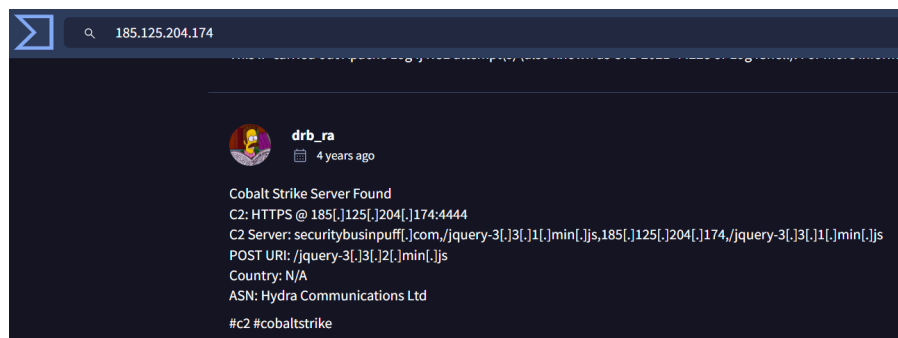 185.125.204.174
drb_ra
4 years ago
Cobalt Strike Server Found
C2: HTTPS @ 185[.]125[.]204[.]174:4444
C2 Server: securitybusinpuff[.]com,/jquery-3[.]3[.]1[.]min[.]js,185[.]125[.]204[.]174,/jquery-3[.]3[.]1[.]min[.]js
POST URI: /jquery-3[.]3[.]2[.]min[.]js
Country: N/A
ASN: Hydra Communications Ltd
#c2 #cobaltstrike